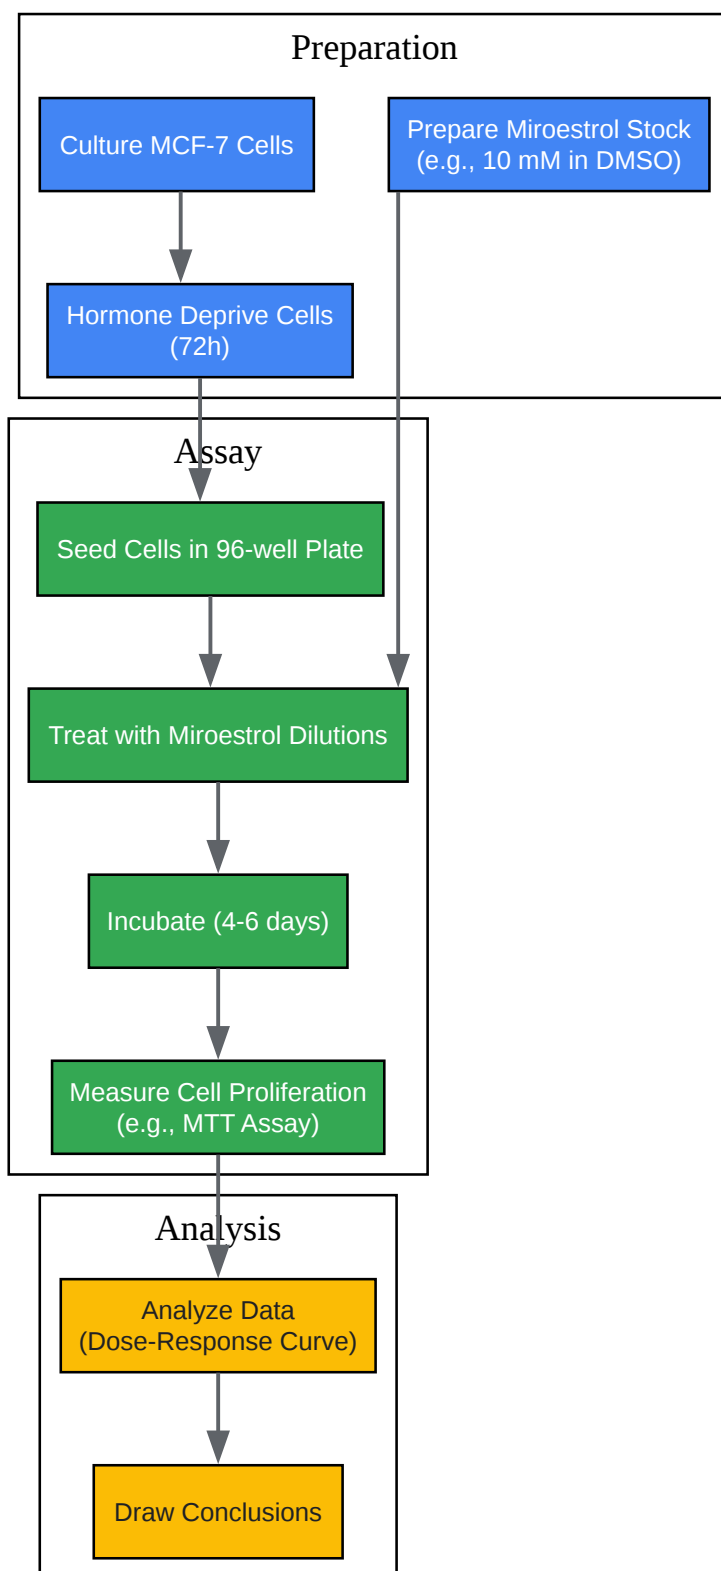 Preparation
Culture MCF-7 Cells
Prepare Miroestrol Stock
(e.g., 10 mM in DMSO)
Hormone Deprive Cells
(72h)
Assay
Seed Cells in 96-well Plate
Treat with Miroestrol Dilutions
Incubate (4-6 days)
Measure Cell Proliferation
(e.g., MTT Assay)
Analysis
Analyze Data
(Dose-Response Curve)
Draw Conclusions